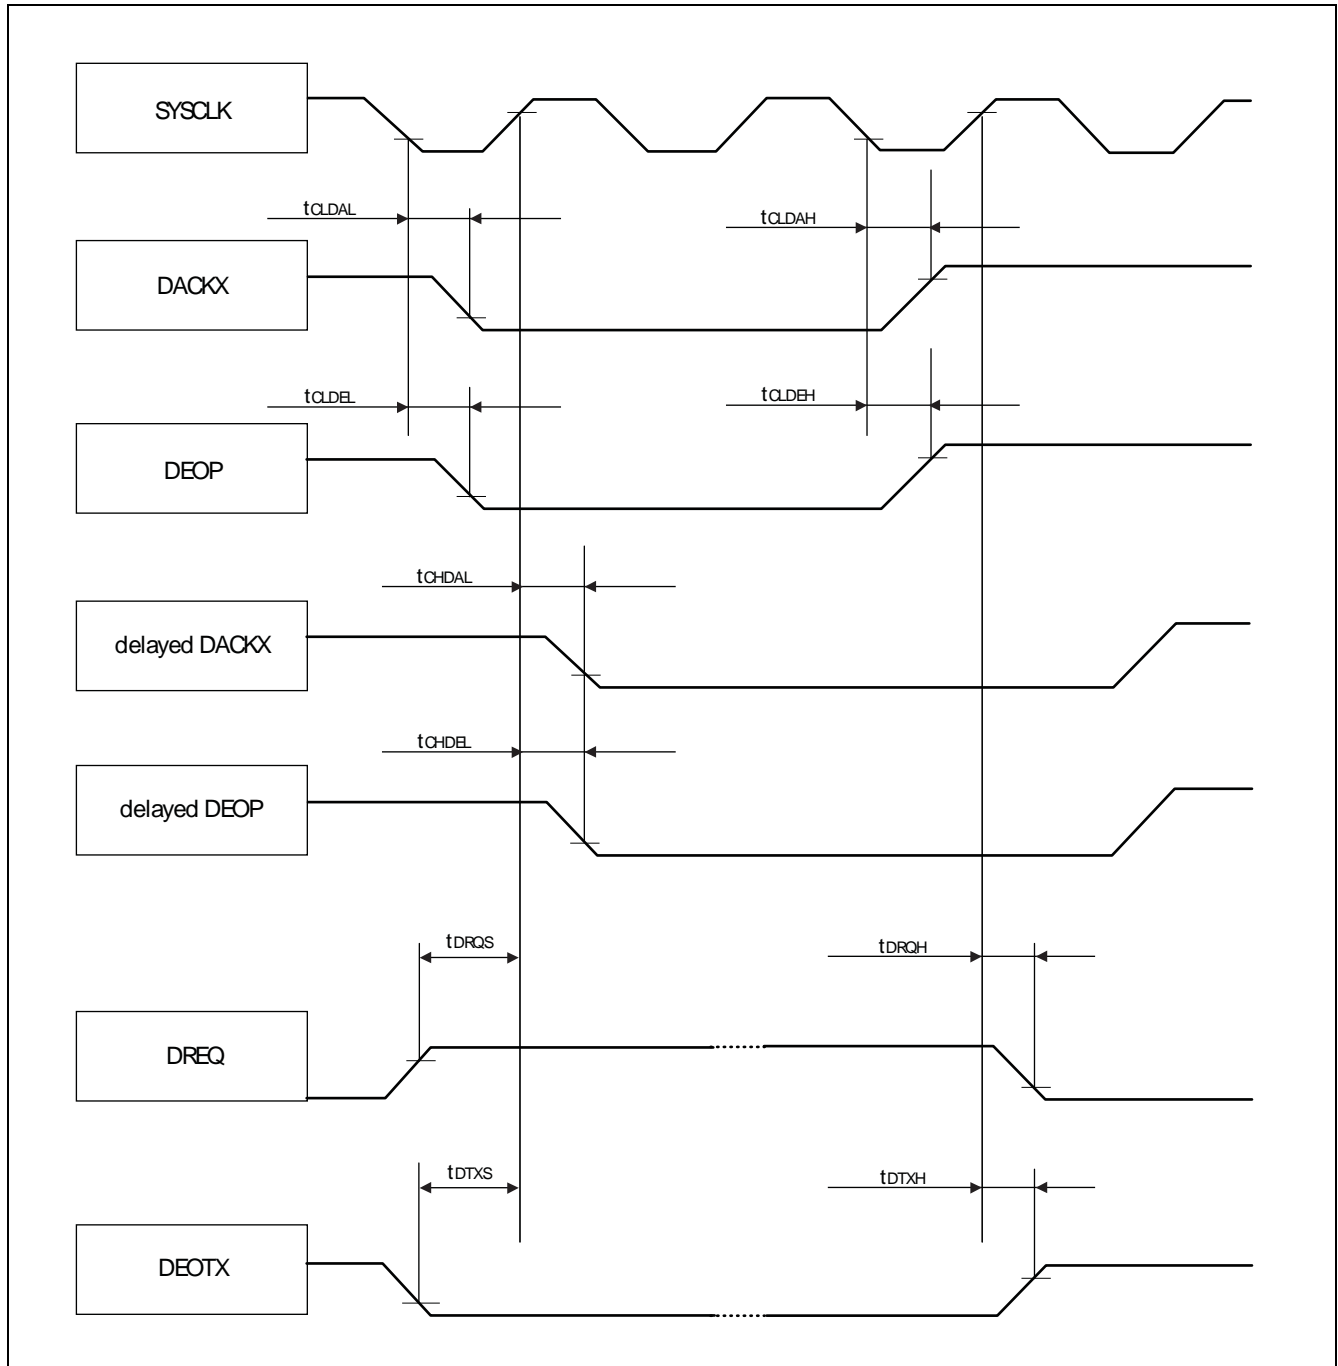 SYSCLK
tCLDAL
tCLDAH
DACKX
tCLDEL
tCLDEH
DEOP
tCHDAL
delayed DACKX
tCHDEL
delayed DEOP
tDRQS
tDRQH
DREQ
tDTXS
tDTXH
DEOTX